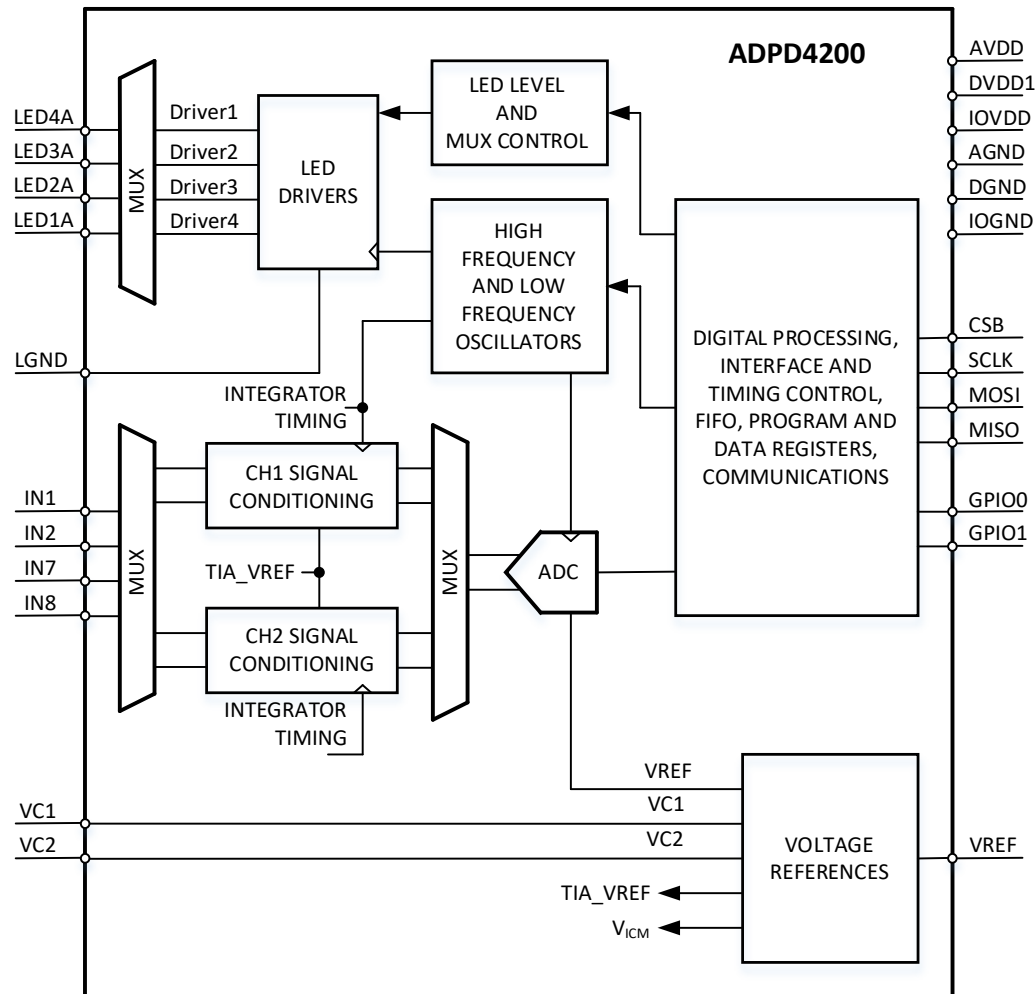 ADPD4200
AVDD
DVDD1
IOVDD
AGND
DGND
IOGND
LED4A
LED3A
LED2A
LED1A
MUX
Driver1
Driver2
Driver3
Driver4
LED
DRIVERS
LED LEVEL
AND
MUX CONTROL
HIGH
FREQUENCY
AND LOW
FREQUENCY
OSCILLATORS
DIGITAL PROCESSING,
INTERFACE AND
TIMING CONTROL,
FIFO, PROGRAM AND
DATA REGISTERS,
COMMUNICATIONS
CSB
SCLK
MOSI
MISO
GPIO0
GPIO1
LGND
INTEGRATOR
TIMING
IN1
IN2
IN7
IN8
MUX
CH1 SIGNAL
CONDITIONING
TIA_VREF
CH2 SIGNAL
CONDITIONING
INTEGRATOR
TIMING
MUX
ADC
VREF
VC1
VC2
VC1
VC2
TIA_VREF
VICM
VOLTAGE
REFERENCES
VREF